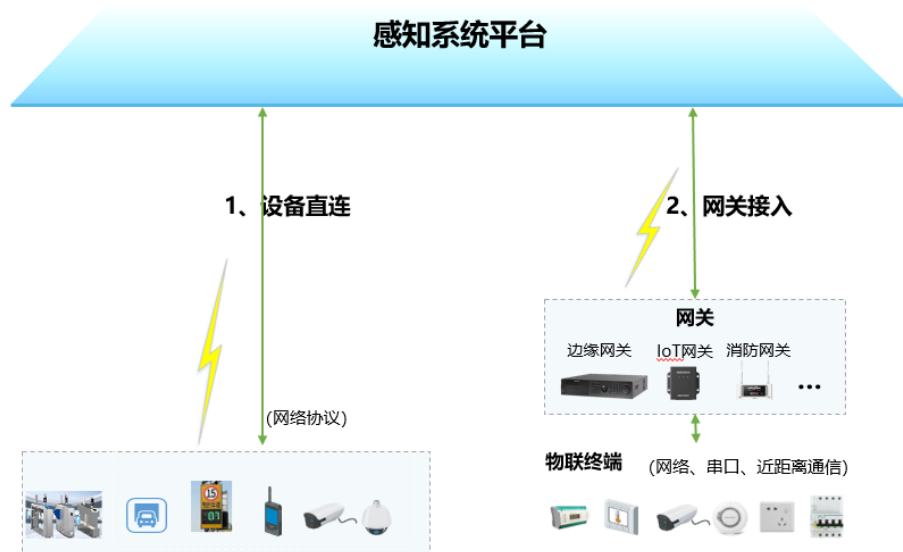 感知系统平台
1、设备直连
2、网关接入
网关
边缘网关
IoT网关
消防网关
...
(网络协议)
物联终端
(网络、串口、近距离通信)
15
07